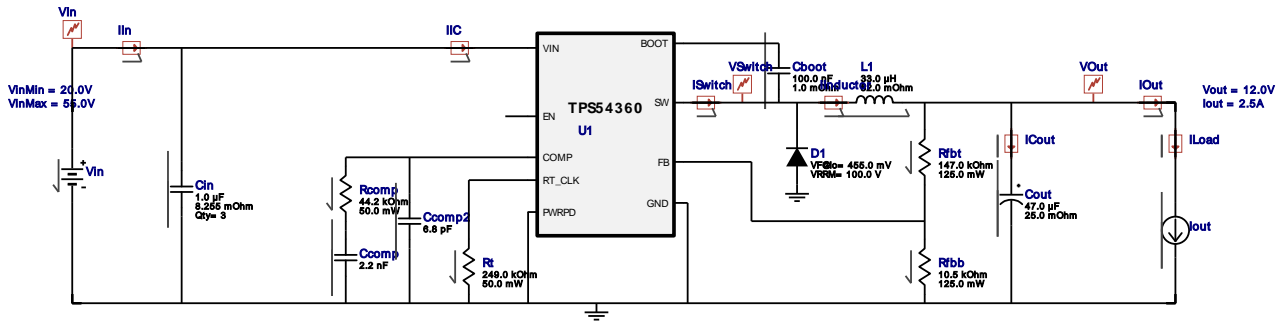 Vin
IIn
IIC
VinMin = 20.0V
VinMax = 55.0V
Vin
Cin
1.0 µF
8.255 mOhm
Qty= 3
Rcomp
44.2 kOhm
50.0 mW
Ccomp
2.2 nF
Ccomp2
6.8 pF
Rt
249.0 kOhm
50.0 mW
VIN
EN
COMP
RT_CLK
PWRPD
TPS54360
U1
BOOT
SW
FB
GND
ISwitch
VSwitch
Cboot
100.0 nF
1.0 mOhm
L1
33.0 µH
D1
VRRM= 100.0 V
Rfbt
147.0 kOhm
125.0 mW
Rfbb
10.5 kOhm
125.0 mW
ICout
Cout
47.0 µF
25.0 mOhm
VOut
IOut
Vout = 12.0V
Iout = 2.5A
ILoad
Iout